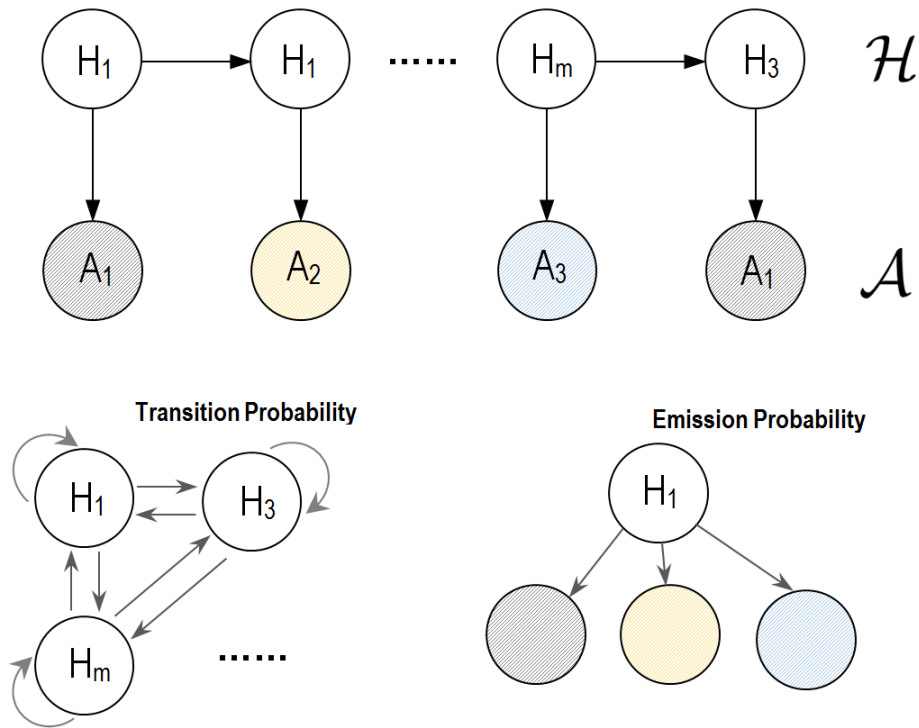 H₁ H₁ ...... Hₘ H₃ ℋ
A₁ A₂ A₃ A₁ 𝒜
Transition Probability
H₁ H₃
Hₘ ......
Emission Probability
H₁